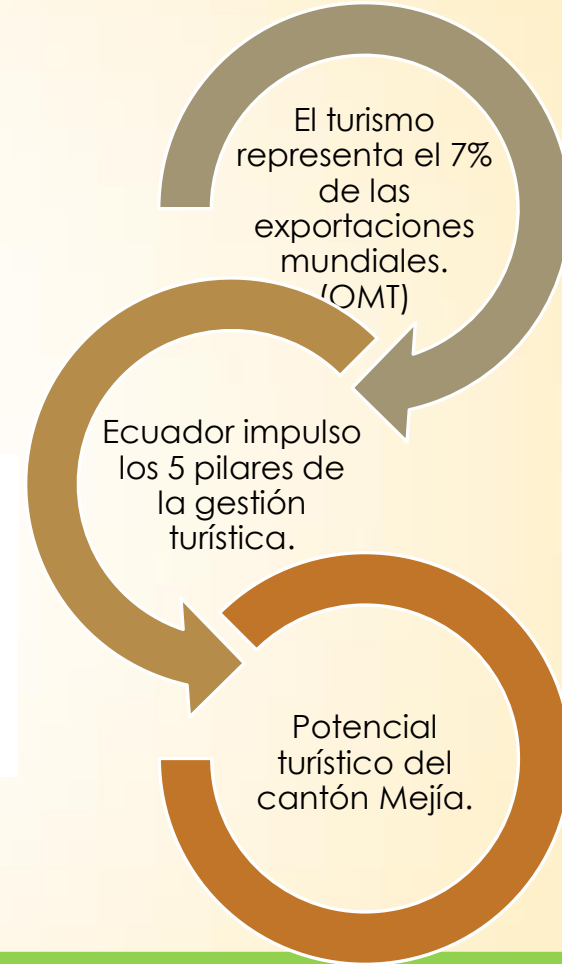 El turismo
representa el 7%
de las
exportaciones
mundiales.
(OMT)
Ecuador impulso
los 5 pilares de
la gestión
turística.
Potencial
turístico del
cantón Mejía.